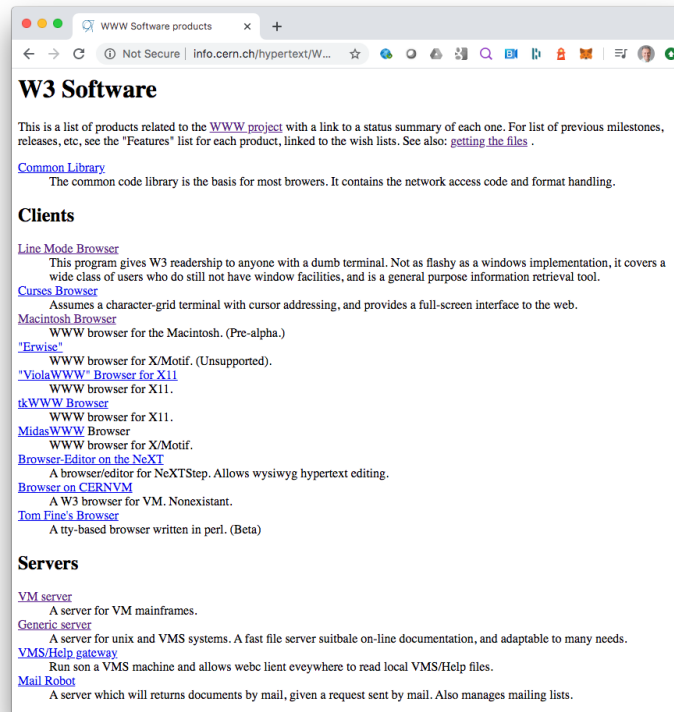 WWW Software products
Not Secure | info.cern.ch/hypertext/W...
W3 Software
This is a list of products related to the WWW project with a link to a status summary of each one. For list of previous milestones,
releases, etc, see the "Features" list for each product, linked to the wish lists. See also: getting the files .
Common Library
The common code library is the basis for most browers. It contains the network access code and format handling.
Clients
Line Mode Browser
This program gives W3 readership to anyone with a dumb terminal. Not as flashy as a windows implementation, it covers a
wide class of users who do still not have window facilities, and is a general purpose information retrieval tool.
Curses Browser
Assumes a character-grid terminal with cursor addressing, and provides a full-screen interface to the web.
Macintosh Browser
WWW browser for the Macintosh. (Pre-alpha.)
"Erwise"
WWW browser for X/Motif. (Unsupported).
"ViolaWWW" Browser for X11
WWW browser for X11.
tkWWW Browser
WWW browser for X11.
MidasWWW Browser
WWW browser for X/Motif.
Browser-Editor on the NeXT
A browser/editor for NeXTStep. Allows wysiwyg hypertext editing.
Browser on CERNVM
A W3 browser for VM. Nonexistant.
Tom Fine's Browser
A tty-based browser written in perl. (Beta)
Servers
VM server
A server for VM mainframes.
Generic server
A server for unix and VMS systems. A fast file server suitbale on-line documentation, and adaptable to many needs.
VMS/Help gateway
Run son a VMS machine and allows webc lient eveywhere to read local VMS/Help files.
Mail Robot
A server which will returns documents by mail, given a request sent by mail. Also manages mailing lists.